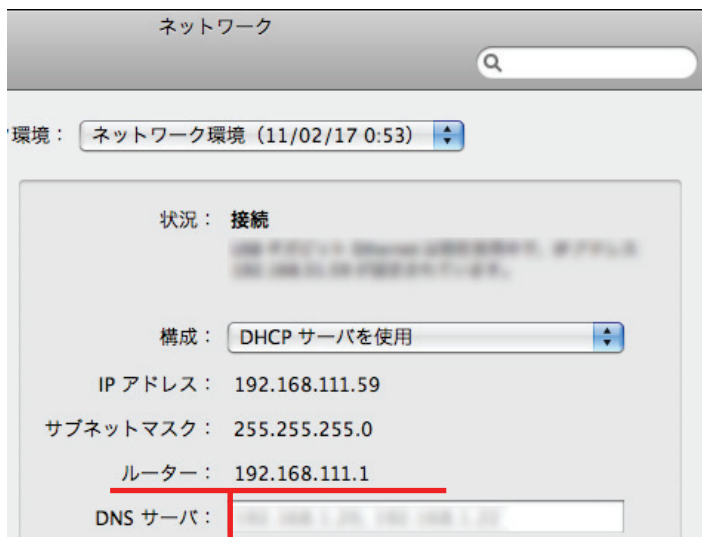 ネットワーク
環境： ネットワーク環境（11/02/17 0:53）
状況： 接続
構成： DHCP サーバを使用
IP アドレス： 192.168.111.59
サブネットマスク： 255.255.255.0
ルーター： 192.168.111.1
DNS サーバ：